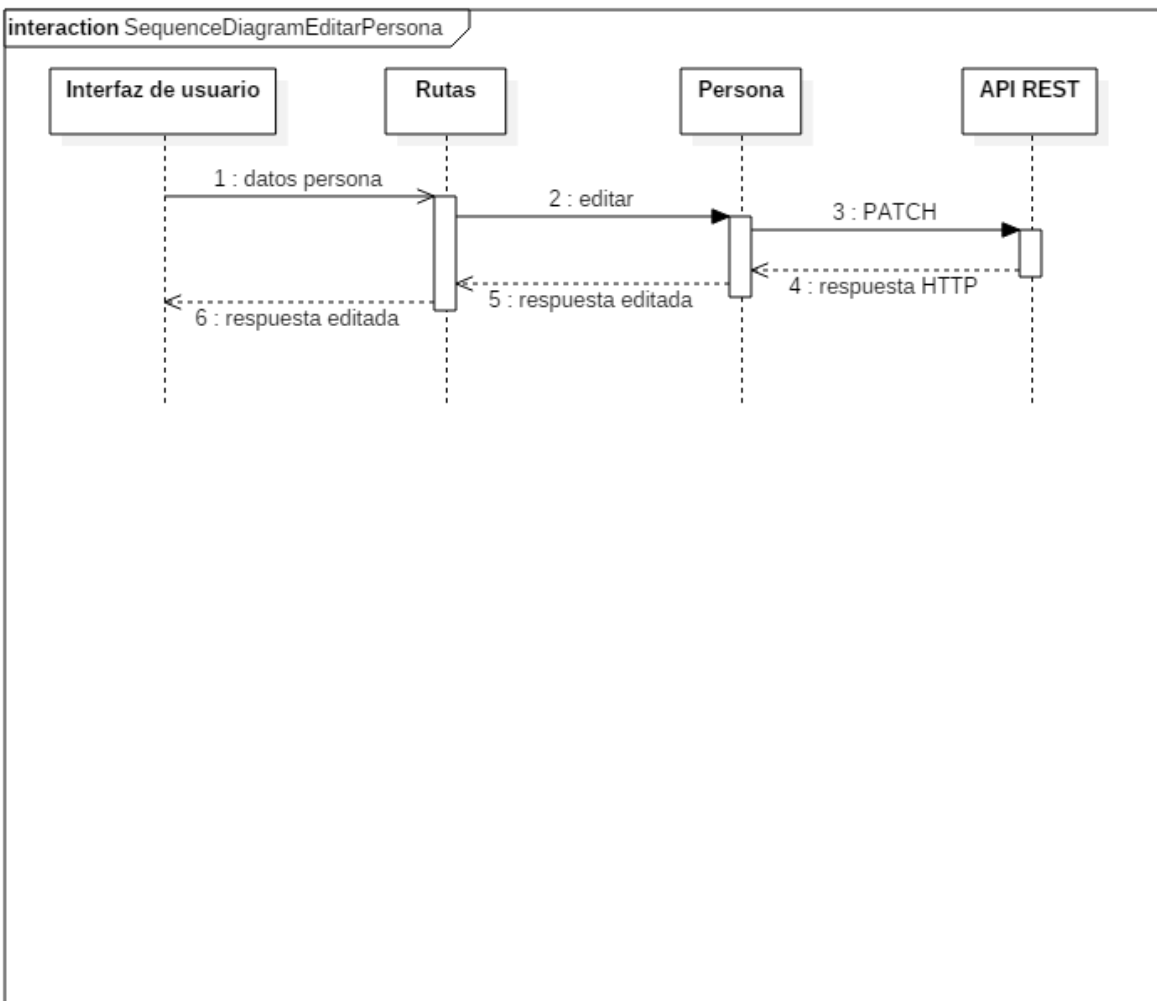 interaction SequenceDiagramEditarPersona
Interfaz de usuario
Rutas
Persona
API REST
1 : datos persona
2 : editar
3 : PATCH
4 : respuesta HTTP
5 : respuesta editada
6 : respuesta editada